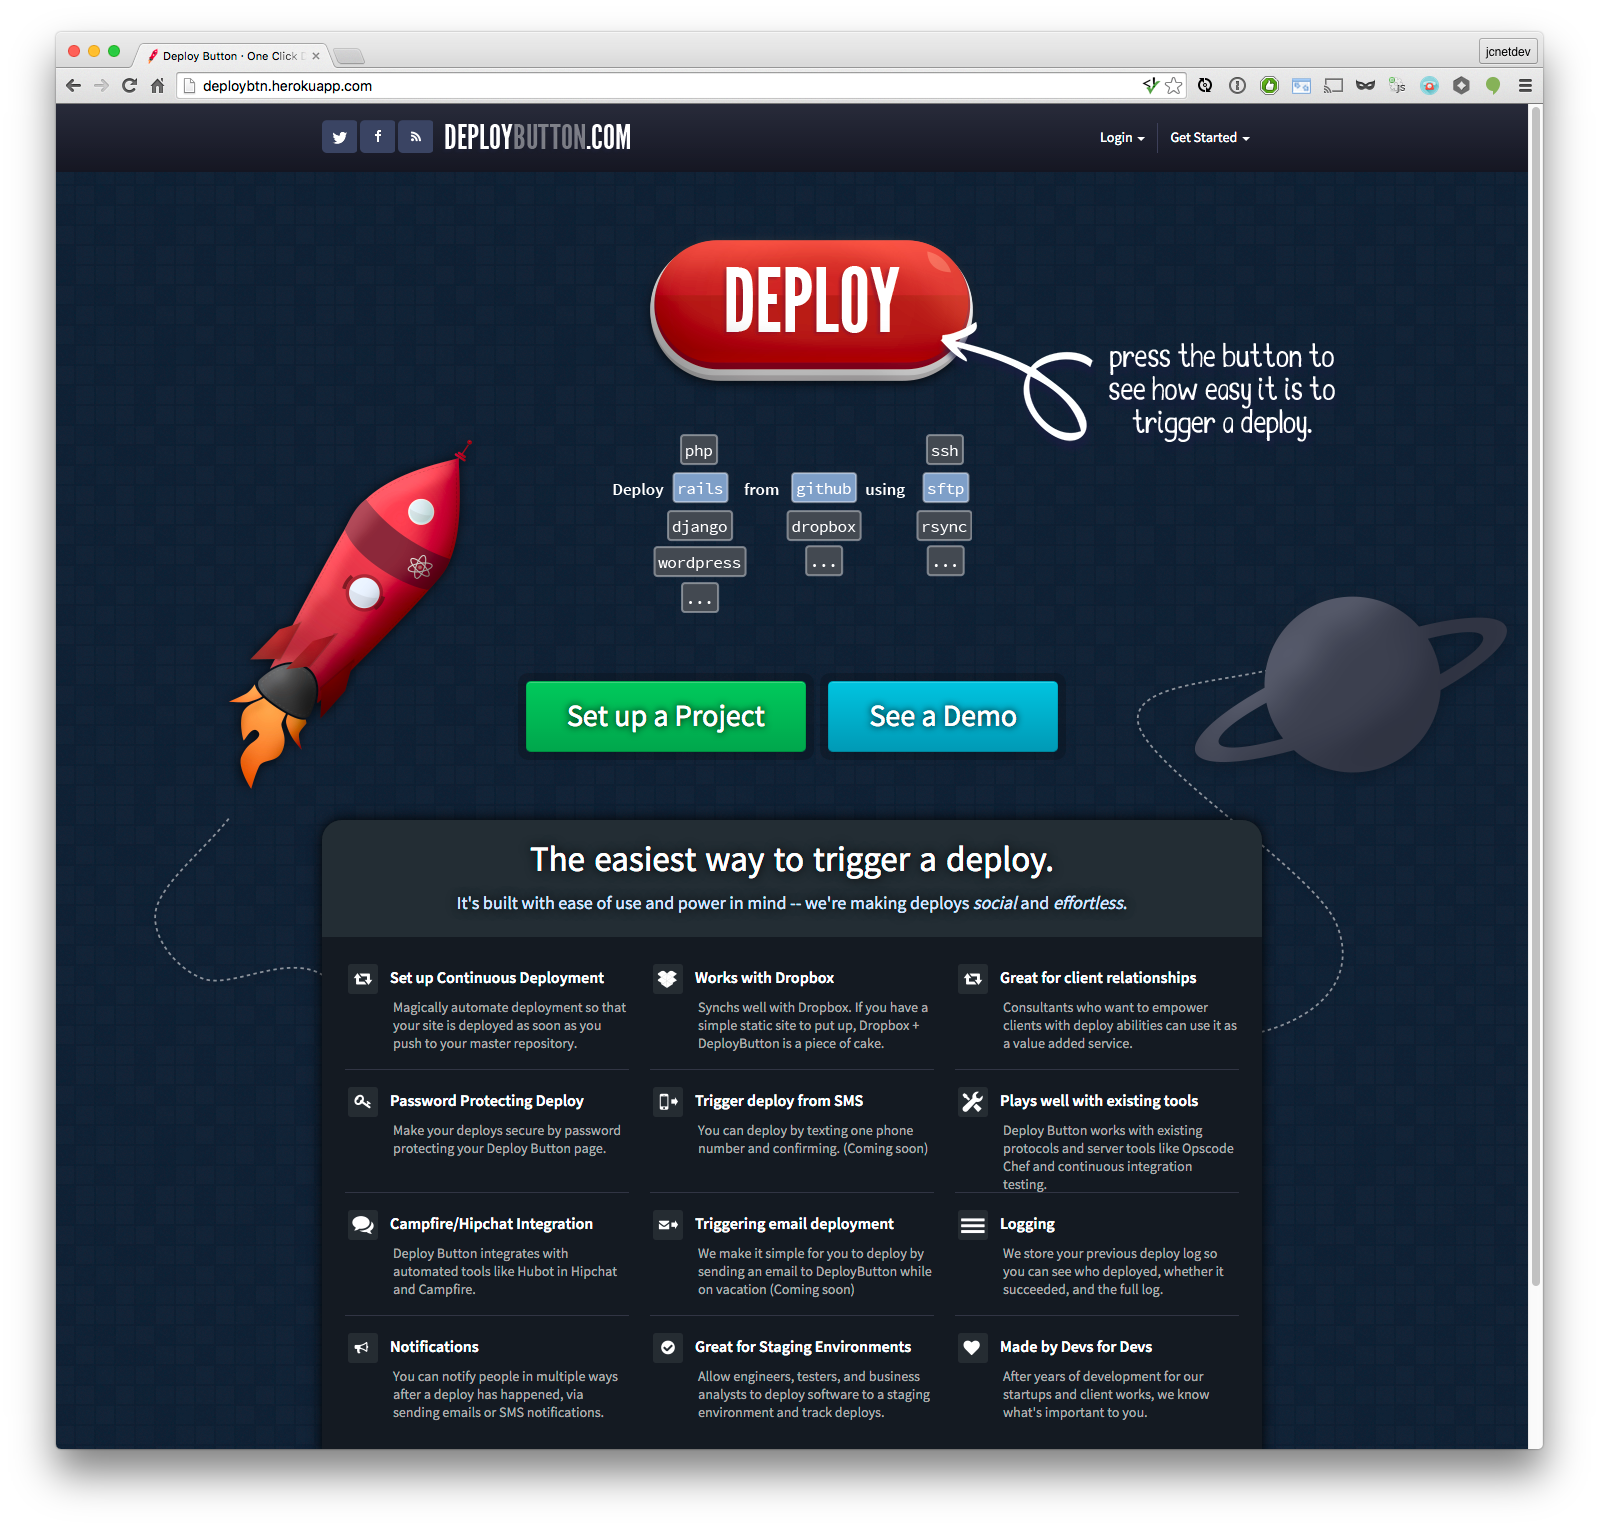 Deploy Button · One Click
jcnetdev
deploybtn.herokuapp.com
DEPLOYBUTTON.COM
Login
Get Started
DEPLOY
press the button to
see how easy it is to
trigger a deploy.
php
ssh
Deploy rails from github using sftp
django
dropbox
rsync
wordpress
...
...
...
Set up a Project
See a Demo
The easiest way to trigger a deploy.
It's built with ease of use and power in mind -- we're making deploys social and effortless.
Set up Continuous Deployment
Magically automate deployment so that
your site is deployed as soon as you
push to your master repository.
Works with Dropbox
Synchs well with Dropbox. If you have a
simple static site to put up, Dropbox +
DeployButton is a piece of cake.
Great for client relationships
Consultants who want to empower
clients with deploy abilities can use it as
a value added service.
Password Protecting Deploy
Make your deploys secure by password
protecting your Deploy Button page.
Trigger deploy from SMS
You can deploy by texting one phone
number and confirming. (Coming soon)
Plays well with existing tools
Deploy Button works with existing
protocols and server tools like Opscode
Chef and continuous integration
testing.
Campfire/Hipchat Integration
Deploy Button integrates with
automated tools like Hubot in Hipchat
and Campfire.
Triggering email deployment
We make it simple for you to deploy by
sending an email to DeployButton while
on vacation (Coming soon)
Logging
We store your previous deploy log so
you can see who deployed, whether it
succeeded, and the full log.
Notifications
You can notify people in multiple ways
after a deploy has happened, via
sending emails or SMS notifications.
Great for Staging Environments
Allow engineers, testers, and business
analysts to deploy software to a staging
environment and track deploys.
Made by Devs for Devs
After years of development for our
startups and client works, we know
what's important to you.